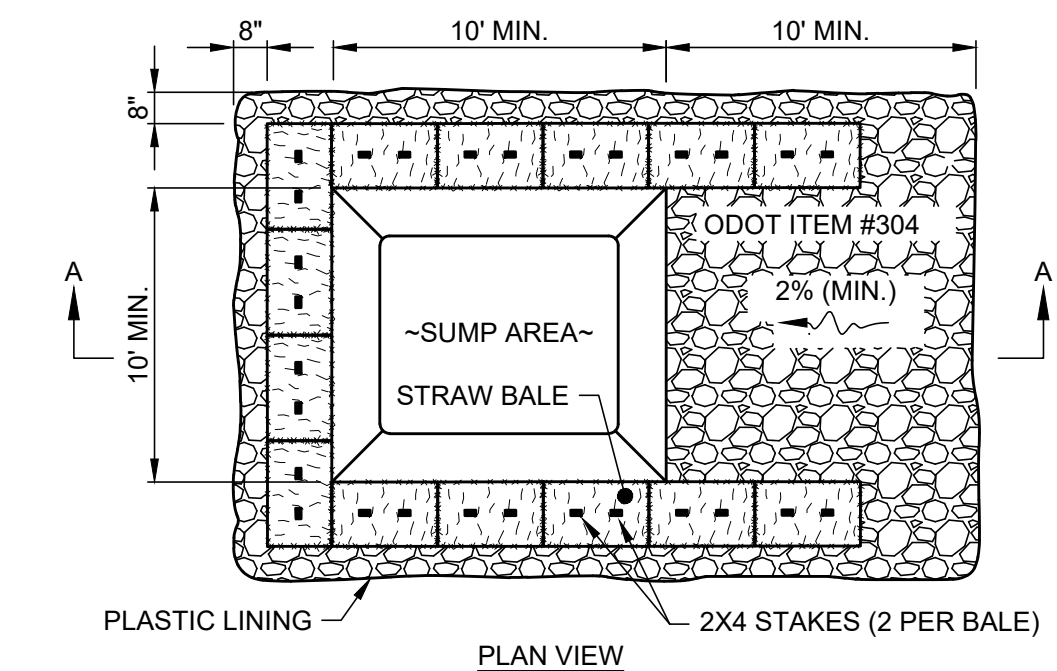 8"
10' MIN.
10' MIN.
8"
ODOT ITEM #304
2% (MIN.)
A
A
10' MIN.
~SUMP AREA~
STRAW BALE
PLASTIC LINING
2X4 STAKES (2 PER BALE)
PLAN VIEW